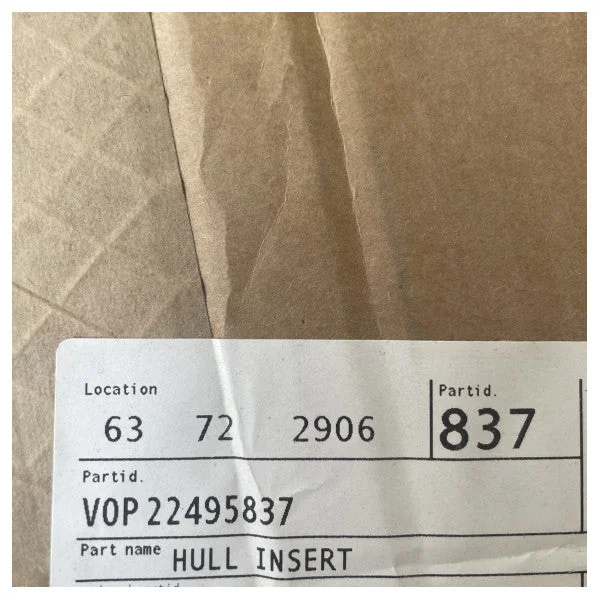 Location
63 72 2906
Partid.
837
Partid.
VOP 22495837
Part name HULL INSERT